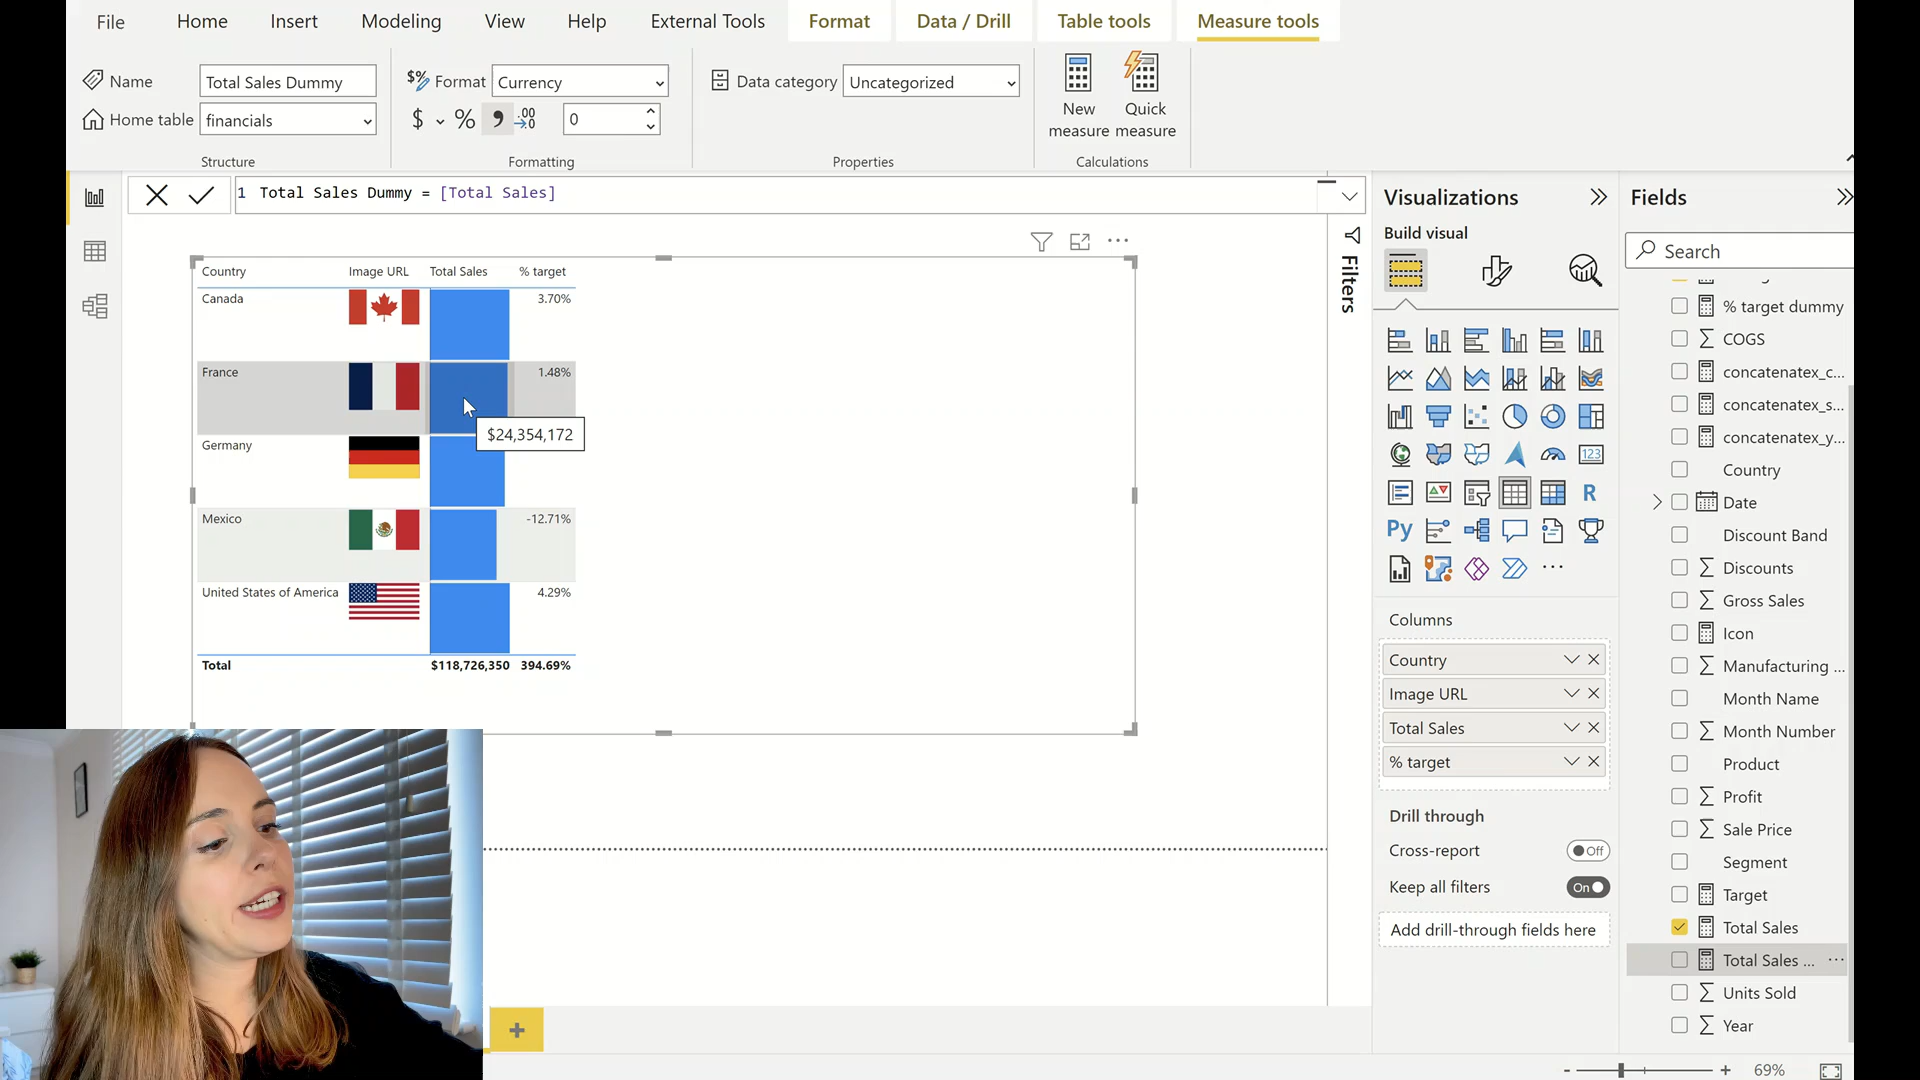 File Home Insert Modeling View Help External Tools Format Data / Drill Table tools Measure tools
Name Total Sales Dummy
Home table financials
Structure
$% Format Currency
$ % , .00 →.0 0
Formatting
Data category Uncategorized
Properties
New measure
Quick measure
Calculations
1 Total Sales Dummy = [Total Sales]
Country Image URL Total Sales % target
Canada 3.70%
France 1.48%
$24,354,172
Germany
Mexico -12.71%
United States of America 4.29%
Total $118,726,350 394.69%
Filters
Visualizations
Build visual
123
R
Py
Columns
Country
Image URL
Total Sales
% target
Drill through
Cross-report Off
Keep all filters On
Add drill-through fields here
Fields
Search
% target dummy
COGS
concatenatex_c...
concatenatex_s...
concatenatex_y...
Country
Date
Discount Band
Discounts
Gross Sales
Icon
Manufacturing ...
Month Name
Month Number
Product
Profit
Sale Price
Segment
Target
Total Sales
Total Sales ...
Units Sold
Year
- + 69%